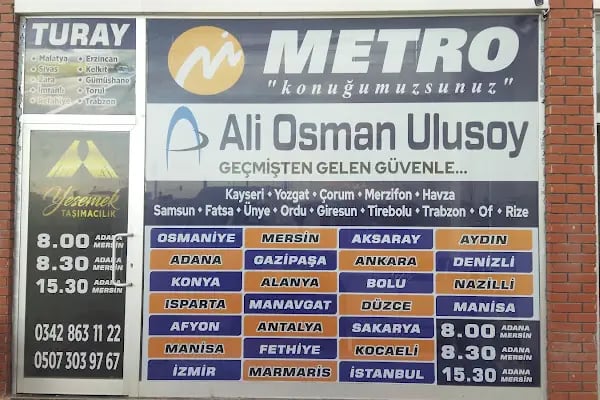 TURAY
• Malatya • Erzincan
• Sivas • Kelkit
• Zara • Gümüşhane
• İmranlı • Torul
• Refahiye • Trabzon
METRO
"konuğumuzsunuz"
Ali Osman Ulusoy
GEÇMİŞTEN GELEN GÜVENLE...
Kayseri • Yozgat • Çorum • Merzifon • Havza
Samsun • Fatsa • Ünye • Ordu • Giresun • Tirebolu • Trabzon • Of • Rize
Yesemek
TAŞIMACILIK
8.00 ADANA MERSİN
8.30 ADANA MERSİN
15.30 ADANA MERSİN
0342 863 11 22
0507 303 97 67
OSMANİYE MERSİN AKSARAY AYDIN
ADANA GAZİPAŞA ANKARA DENİZLİ
KONYA ALANYA BOLU NAZİLLİ
ISPARTA MANAVGAT DÜZCE MANİSA
AFYON ANTALYA SAKARYA 8.00 ADANA MERSİN
MANİSA FETHİYE KOCAELİ 8.30 ADANA MERSİN
İZMİR MARMARİS İSTANBUL 15.30 ADANA MERSİN